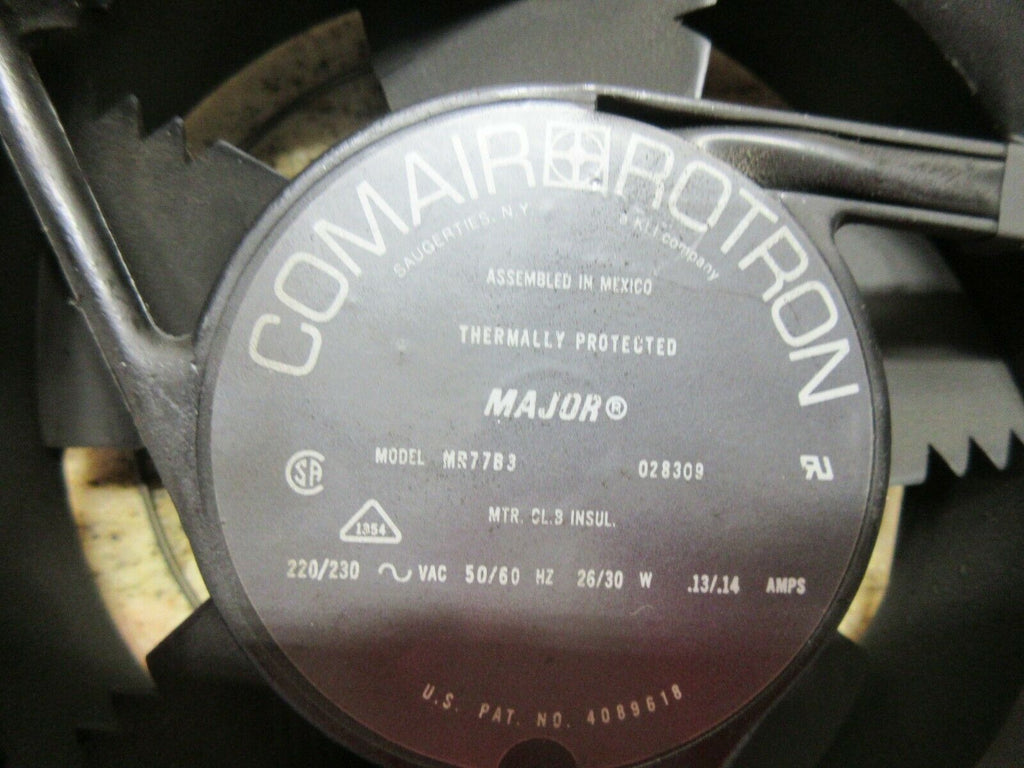 COMAIR ROTRON
SAUGERTIES, N.Y. a KLI company
ASSEMBLED IN MEXICO
THERMALLY PROTECTED
MAJOR®
MODEL MR77B3 028309
SA
1354
MTR. CL.B INSUL.
220/230 ~ VAC 50/60 HZ 26/30 W .13/.14 AMPS
U.S. PAT. NO. 4089618